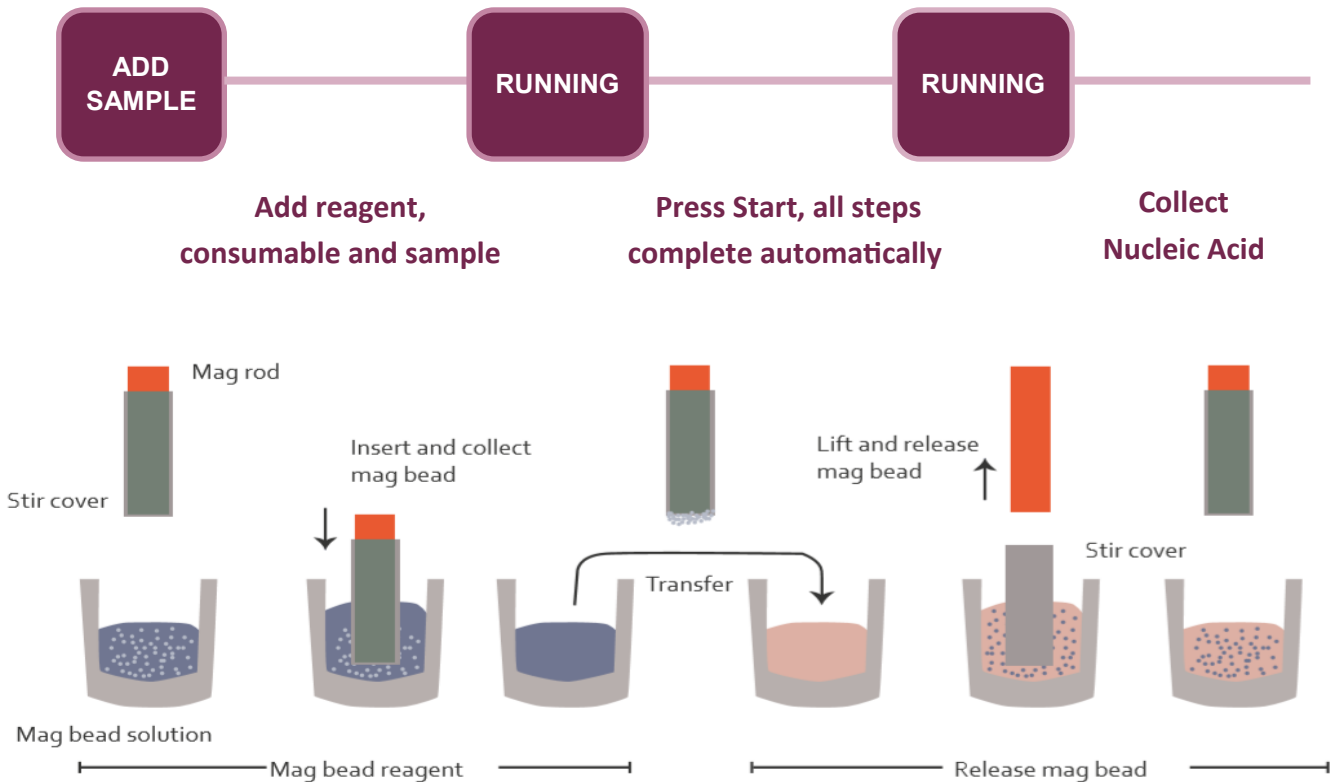 ADD
SAMPLE
RUNNING
RUNNING
Add reagent,
consumable and sample
Press Start, all steps
complete automatically
Collect
Nucleic Acid
Mag rod
Stir cover
Insert and collect
mag bead
Transfer
Lift and release
mag bead
Stir cover
Mag bead solution
Mag bead reagent
Release mag bead